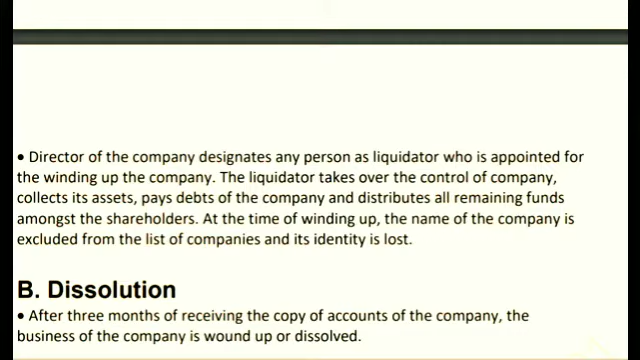 • Director of the company designates any person as liquidator who is appointed for
the winding up the company. The liquidator takes over the control of company,
collects its assets, pays debts of the company and distributes all remaining funds
amongst the shareholders. At the time of winding up, the name of the company is
excluded from the list of companies and its identity is lost.
B. Dissolution
• After three months of receiving the copy of accounts of the company, the
business of the company is wound up or dissolved.